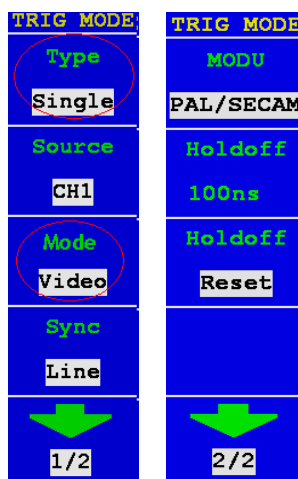 TRIG MODE
Type
Single
Source
CH1
Mode
Video
Sync
Line
1/2
TRIG MODE
MODU
PAL/SECAM
Holdoff
100ns
Holdoff
Reset
2/2